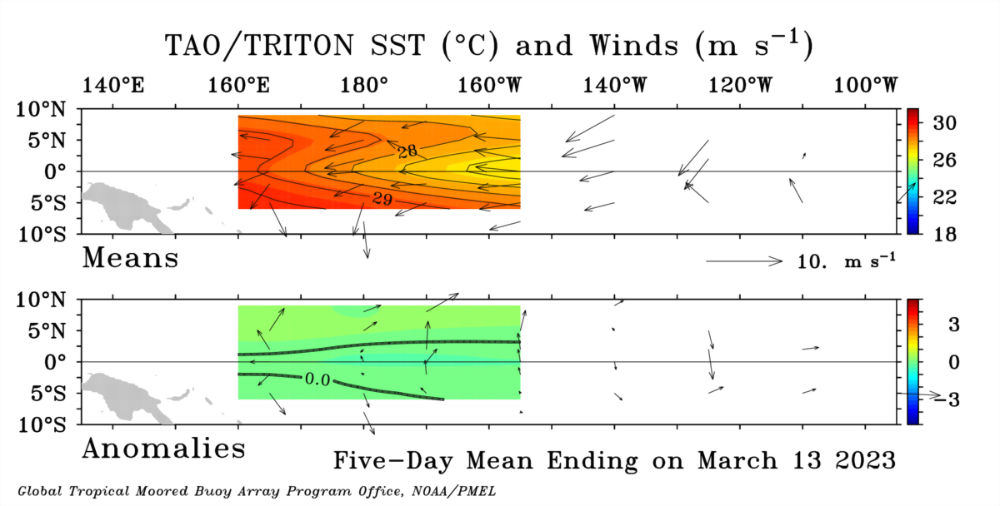 TAO/TRITON SST (°C) and Winds (m s⁻¹)
140°E 160°E 180° 160°W 140°W 120°W 100°W
10°N
5°N
0°
5°S
10°S
28
29
30
26
22
18
Means
10. m s⁻¹
10°N
5°N
0°
5°S
10°S
0.0
3
0
−3
Anomalies
Five−Day Mean Ending on March 13 2023
Global Tropical Moored Buoy Array Program Office, NOAA/PMEL